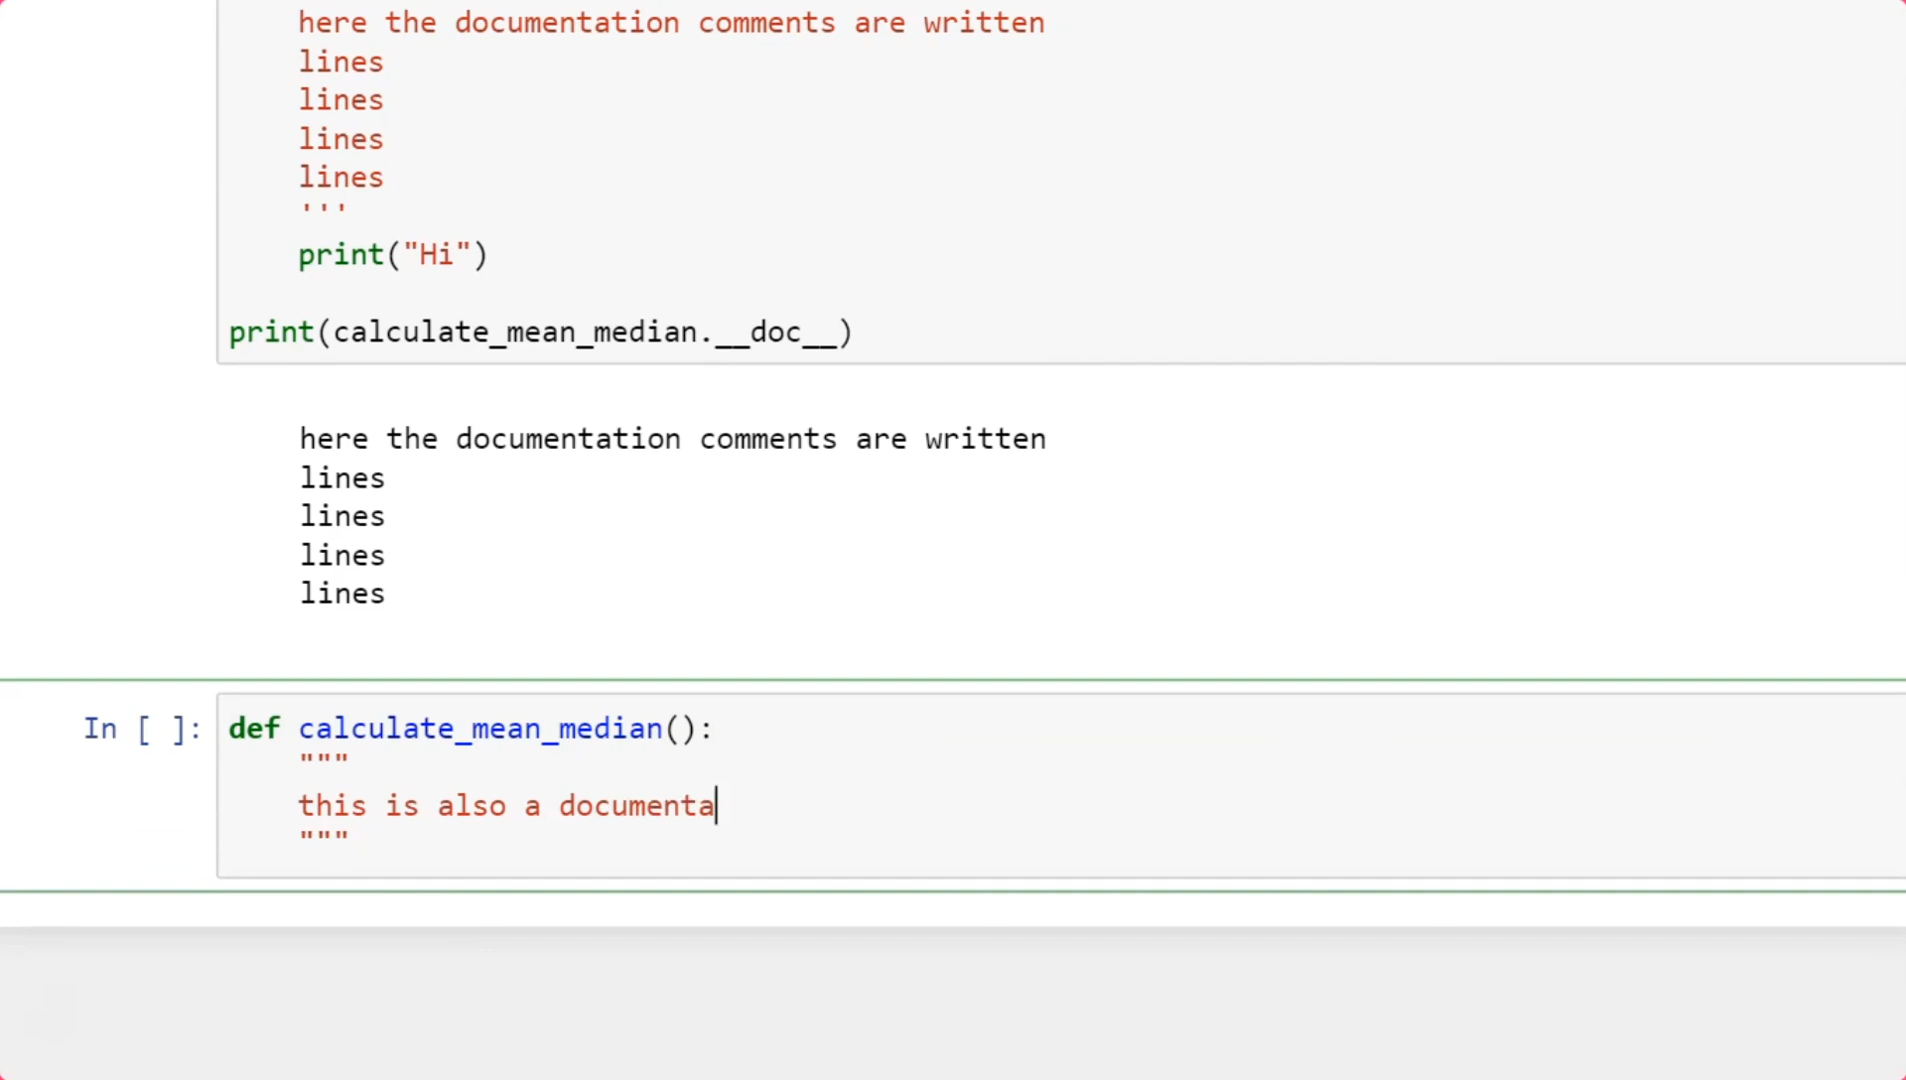 here the documentation comments are written
lines
lines
lines
lines
'''
print("Hi")
print(calculate_mean_median.__doc__)
here the documentation comments are written
lines
lines
lines
lines
In [ ]: def calculate_mean_median():
"""
this is also a documenta
"""